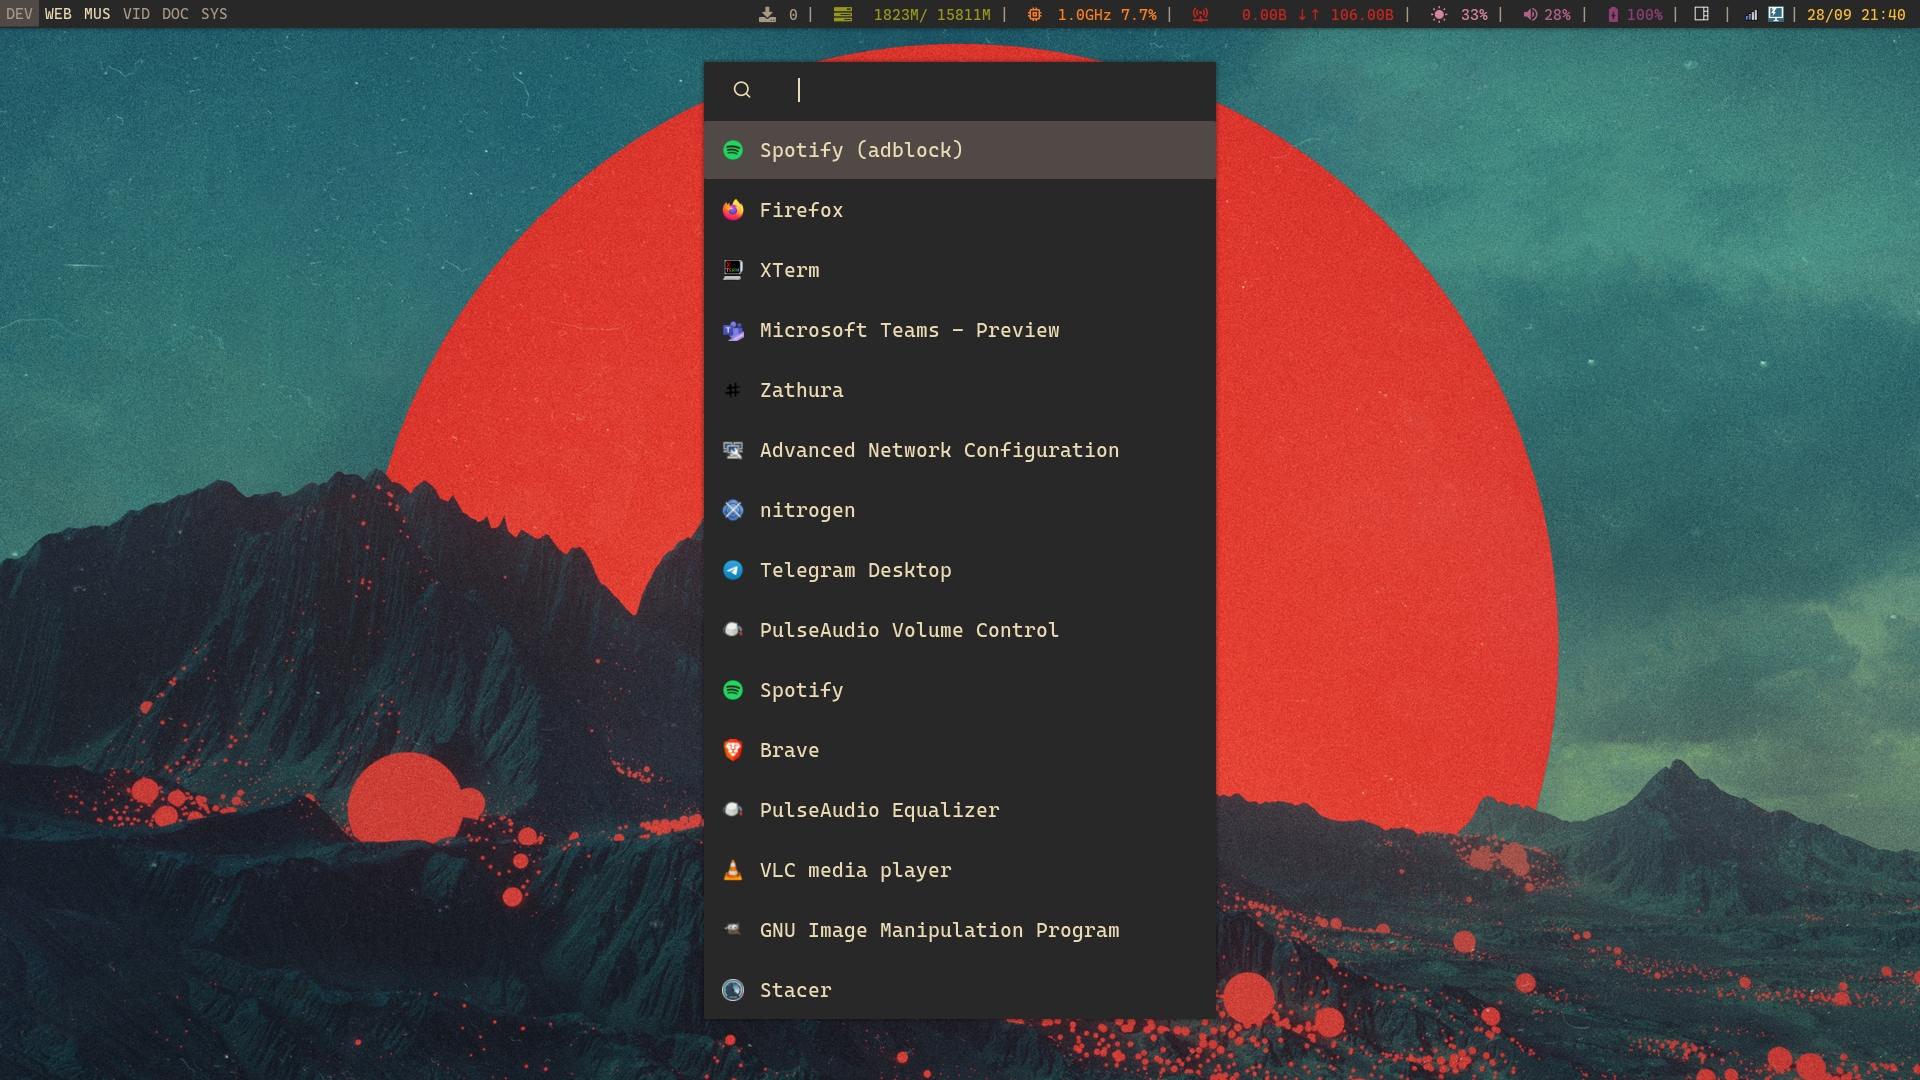 DEV WEB MUS VID DOC SYS 0 | 1823M/ 15811M | 1.0GHz 7.7% | 0.00B ↓↑ 106.00B | 33% | 28% | 100% | | | 28/09 21:40
Spotify (adblock)
Firefox
XTerm
Microsoft Teams - Preview
Zathura
Advanced Network Configuration
nitrogen
Telegram Desktop
PulseAudio Volume Control
Spotify
Brave
PulseAudio Equalizer
VLC media player
GNU Image Manipulation Program
Stacer